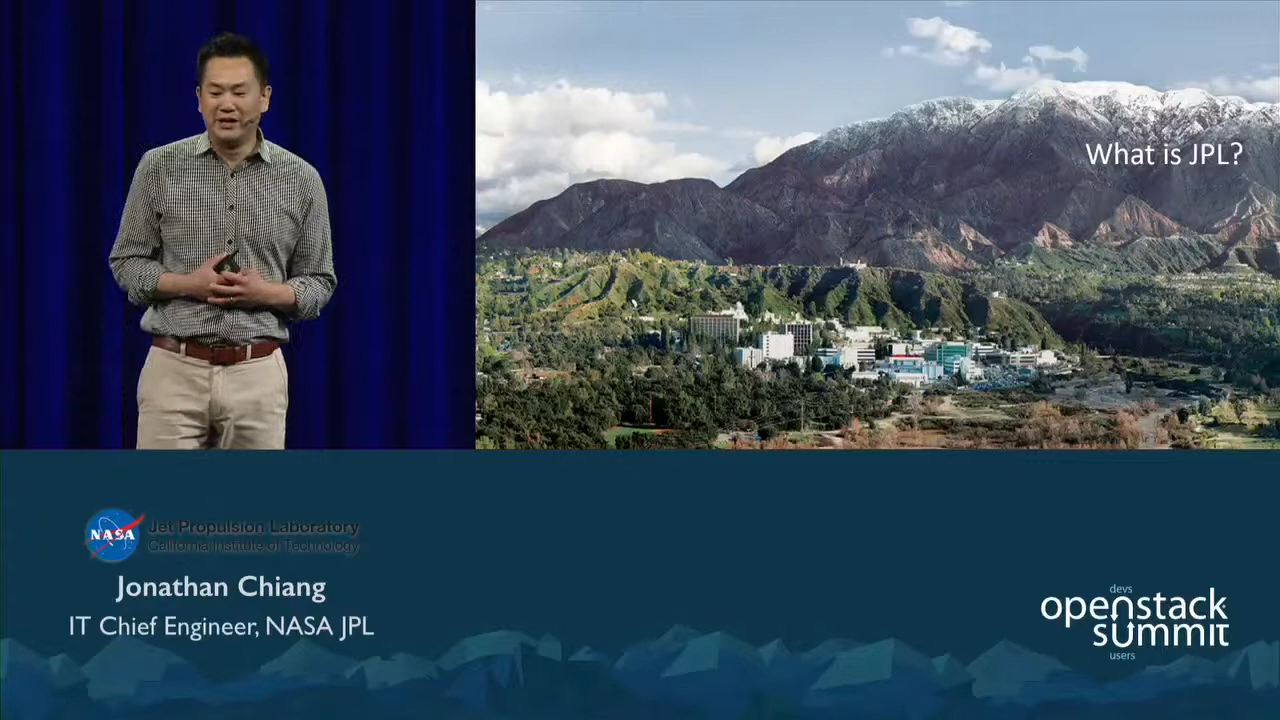 What is JPL?
NASA
Jet Propulsion Laboratory
California Institute of Technology
Jonathan Chiang
IT Chief Engineer, NASA JPL
devs
openstack
summit
users